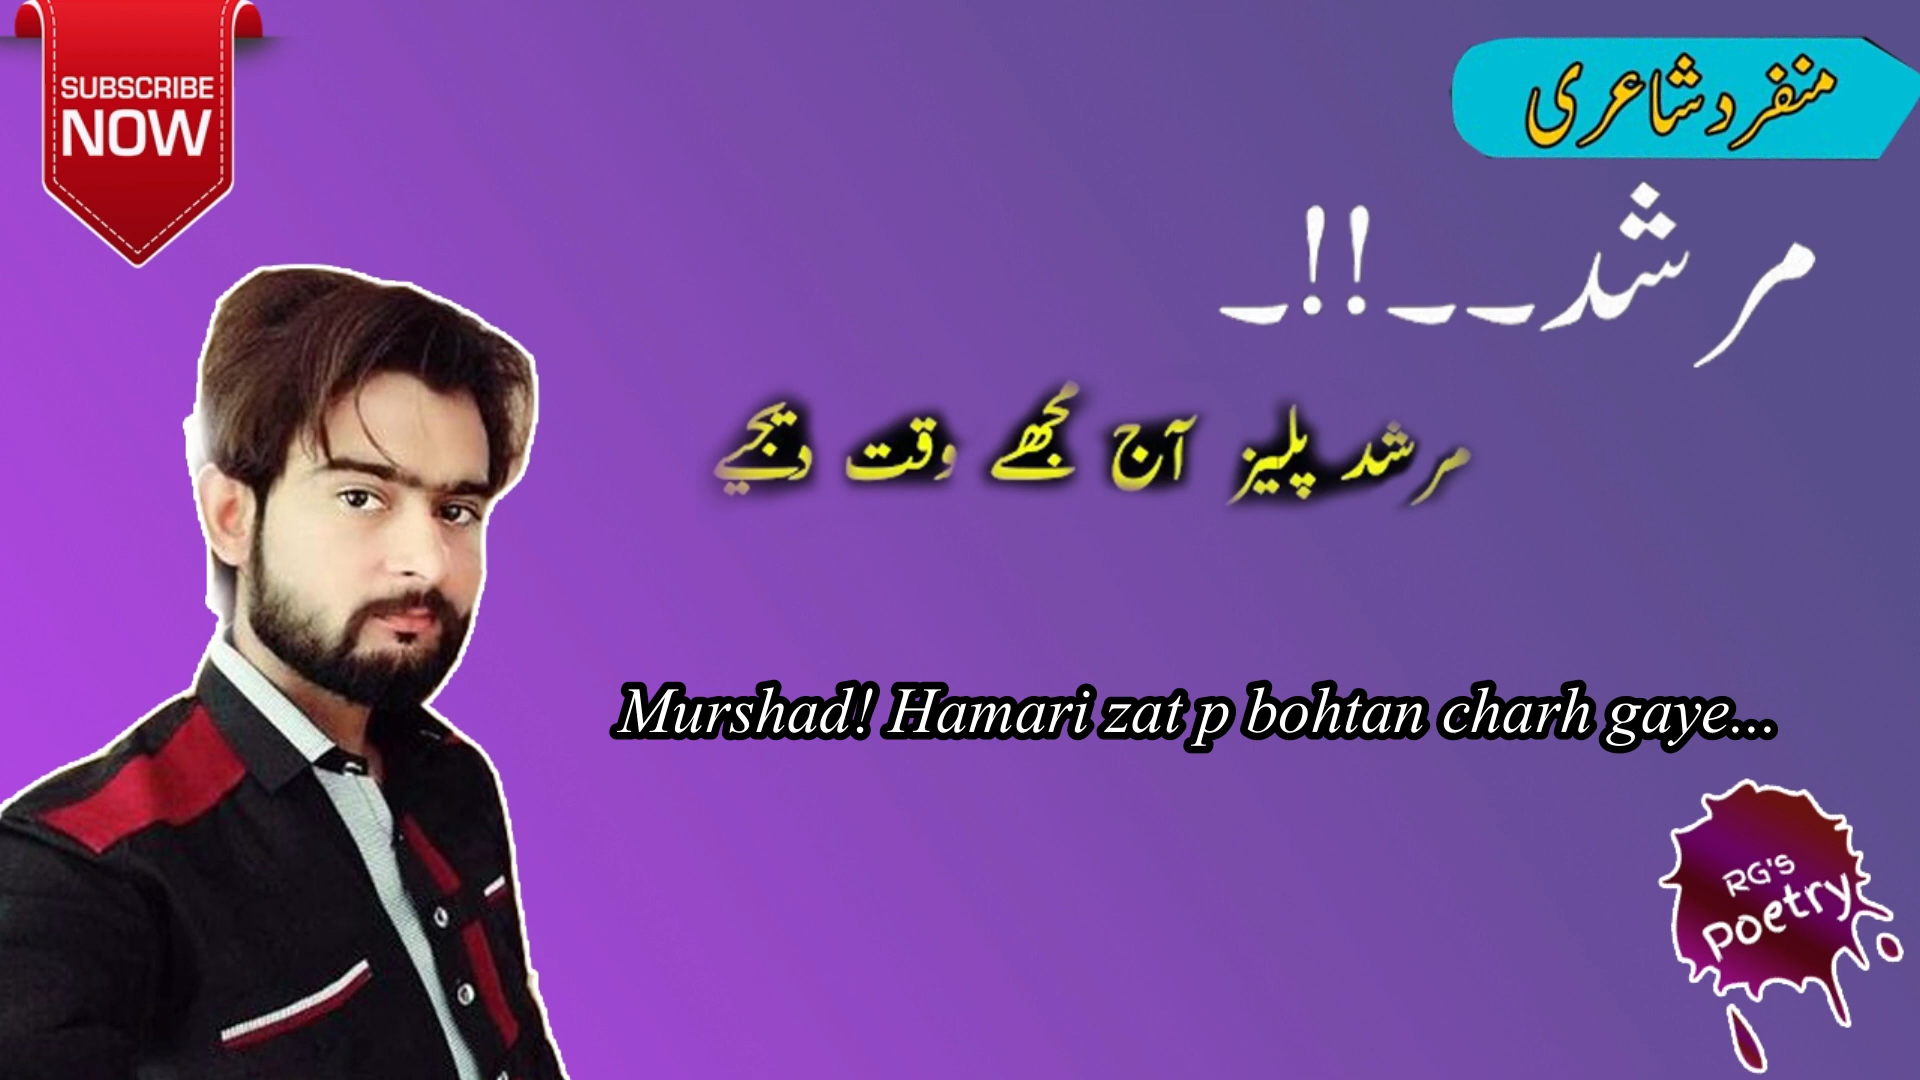 SUBSCRIBE
NOW
منفرد شاعری
مرشد۔۔!!۔
مرشد پلیز آج مجھے وقت دیجیے
Murshad! Hamari zat p bohtan charh gaye...
RG's
poetry